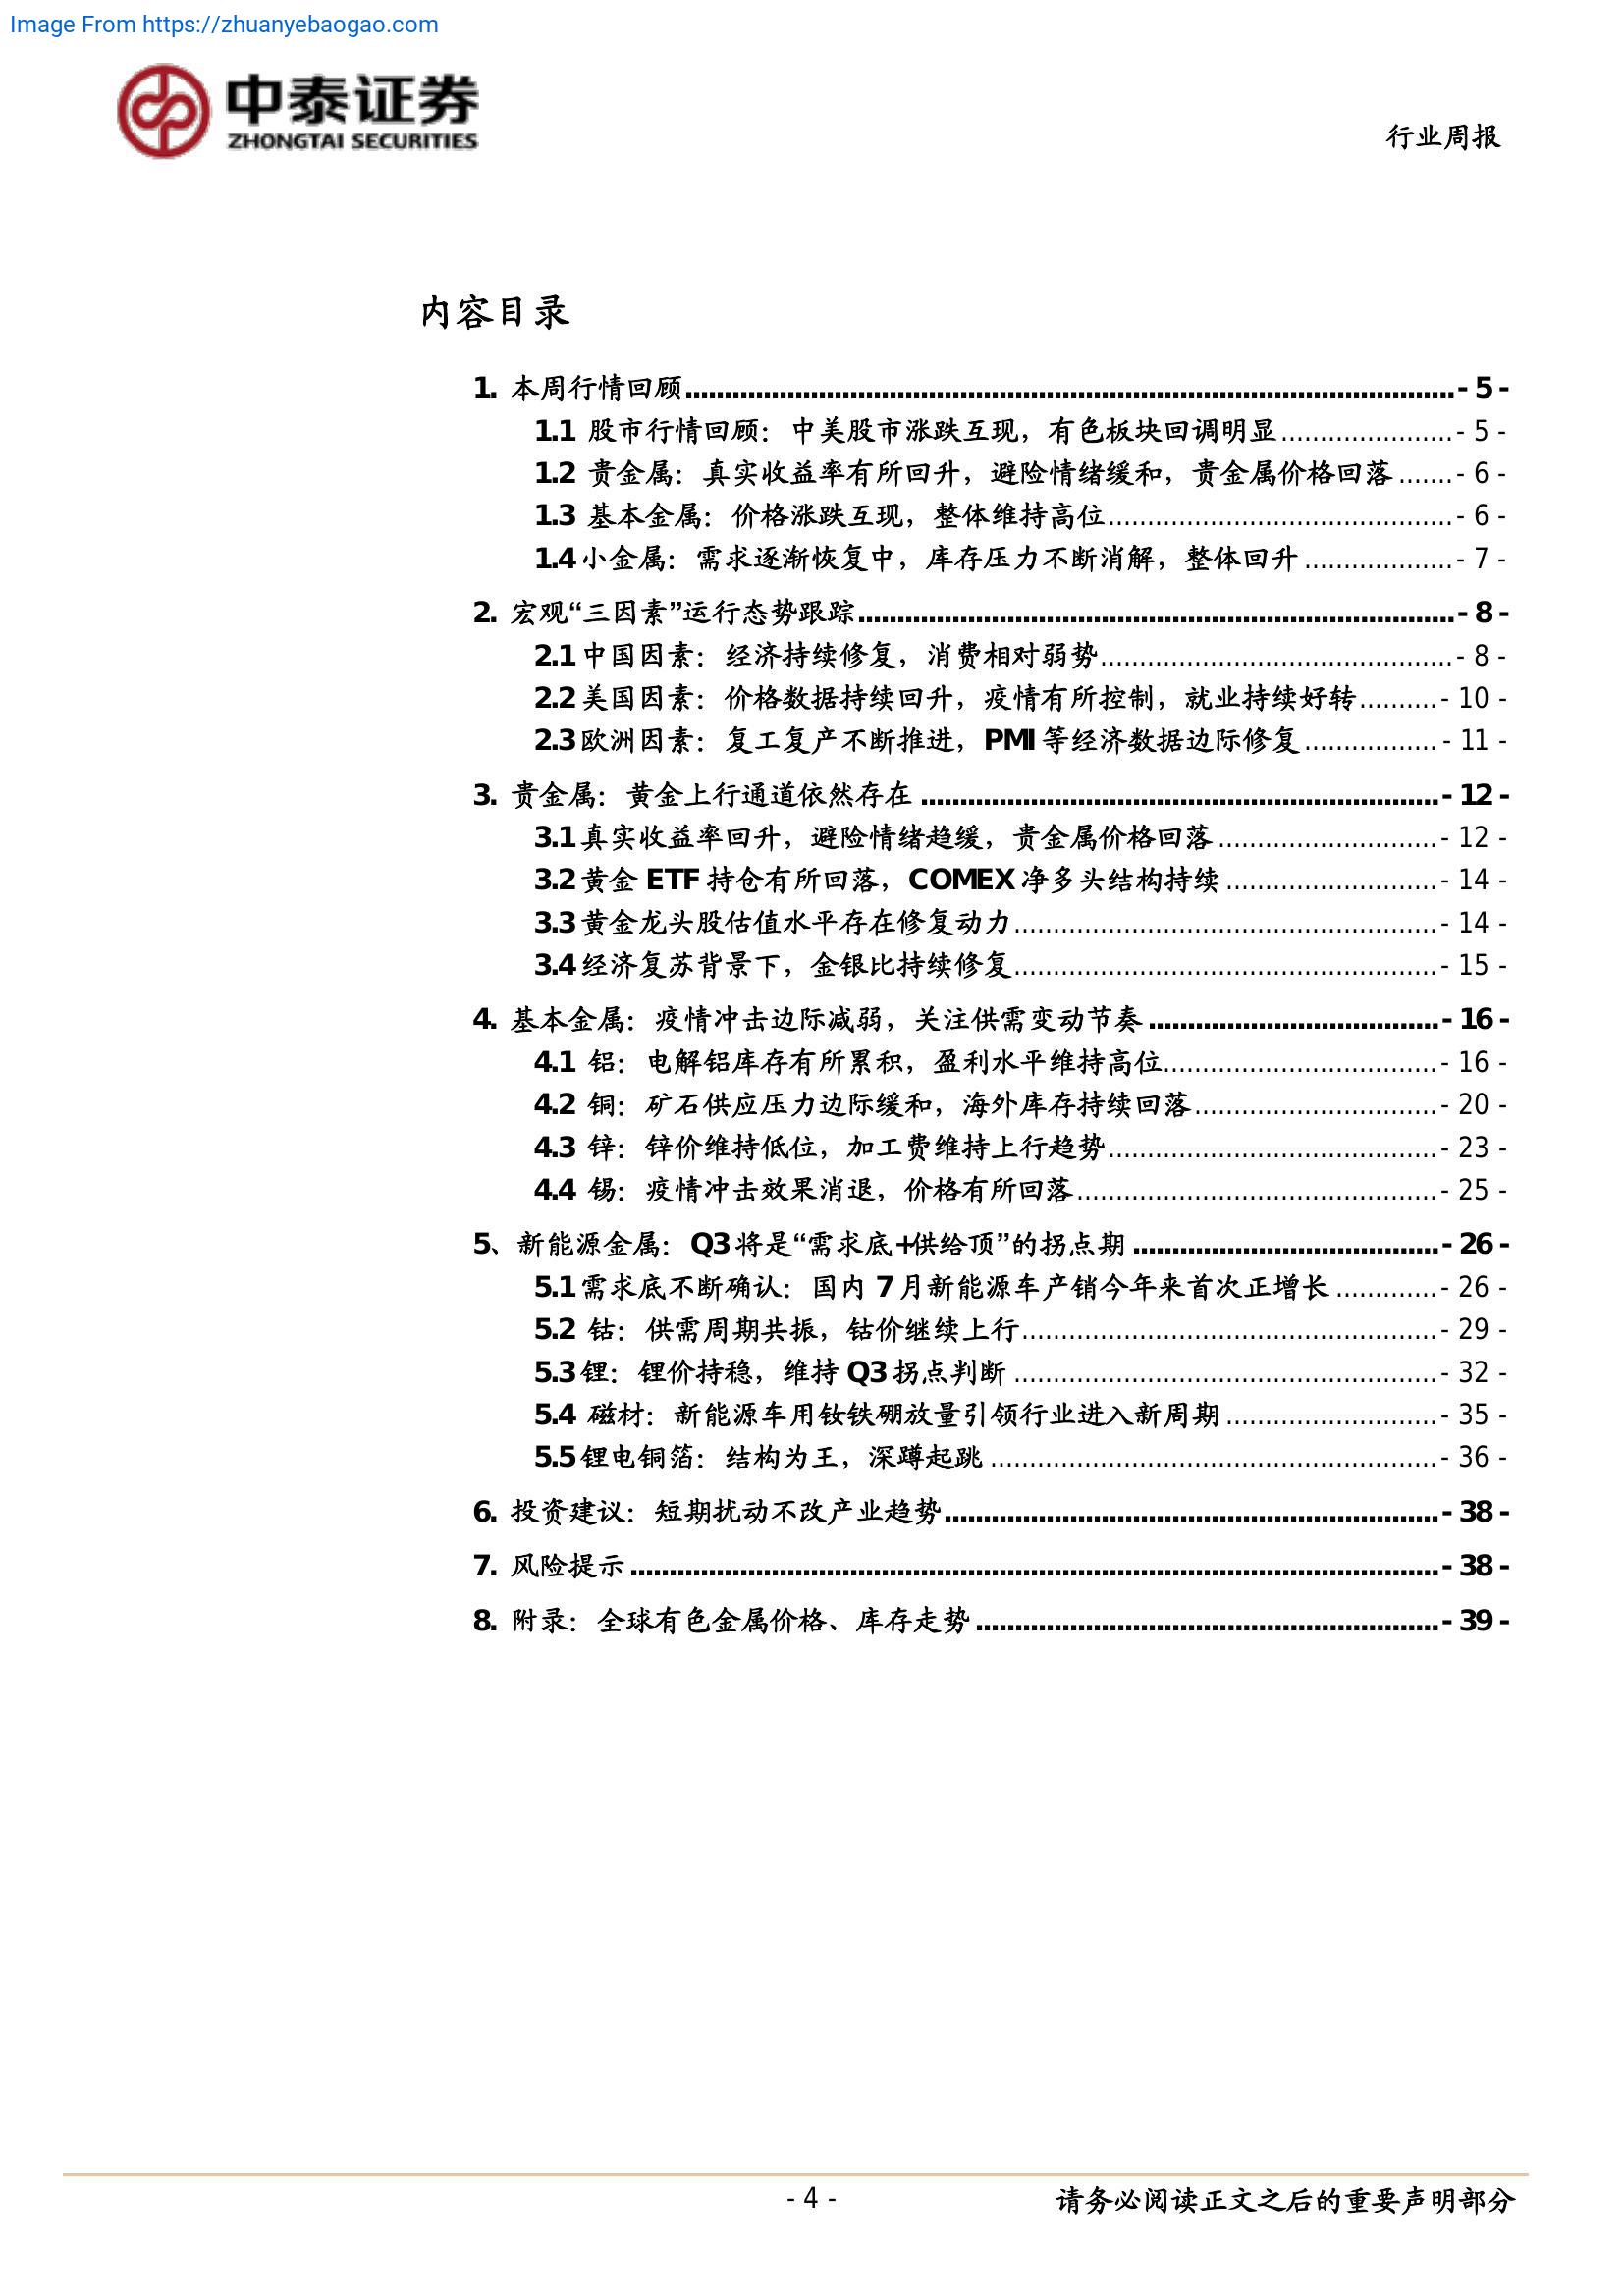 Image From https://zhuanyebaogao.com
中泰证券
ZHONGTAI SECURITIES
行业周报
内容目录
1. 本周行情回顾 - 5 -
1.1 股市行情回顾：中美股市涨跌互现，有色板块回调明显 - 5 -
1.2 贵金属：真实收益率有所回升，避险情绪缓和，贵金属价格回落 - 6 -
1.3 基本金属：价格涨跌互现，整体维持高位 - 6 -
1.4小金属：需求逐渐恢复中，库存压力不断消解，整体回升 - 7 -
2. 宏观“三因素”运行态势跟踪 - 8 -
2.1中国因素：经济持续修复，消费相对弱势 - 8 -
2.2美国因素：价格数据持续回升，疫情有所控制，就业持续好转 - 10 -
2.3欧洲因素：复工复产不断推进，PMI 等经济数据边际修复 - 11 -
3. 贵金属：黄金上行通道依然存在 - 12 -
3.1真实收益率回升，避险情绪趋缓，贵金属价格回落 - 12 -
3.2黄金 ETF 持仓有所回落，COMEX 净多头结构持续 - 14 -
3.3黄金龙头股估值水平存在修复动力 - 14 -
3.4经济复苏背景下，金银比持续修复 - 15 -
4. 基本金属：疫情冲击边际减弱，关注供需变动节奏 - 16 -
4.1 铝：电解铝库存有所累积，盈利水平维持高位 - 16 -
4.2 铜：矿石供应压力边际缓和，海外库存持续回落 - 20 -
4.3 锌：锌价维持低位，加工费维持上行趋势 - 23 -
4.4 锡：疫情冲击效果消退，价格有所回落 - 25 -
5、新能源金属：Q3 将是“需求底+供给顶”的拐点期 - 26 -
5.1需求底不断确认：国内 7 月新能源车产销今年来首次正增长 - 26 -
5.2 钴：供需周期共振，钴价继续上行 - 29 -
5.3锂：锂价持稳，维持 Q3 拐点判断 - 32 -
5.4 磁材：新能源车用钕铁硼放量引领行业进入新周期 - 35 -
5.5锂电铜箔：结构为王，深蹲起跳 - 36 -
6. 投资建议：短期扰动不改产业趋势 - 38 -
7. 风险提示 - 38 -
8. 附录：全球有色金属价格、库存走势 - 39 -
- 4 -
请务必阅读正文之后的重要声明部分